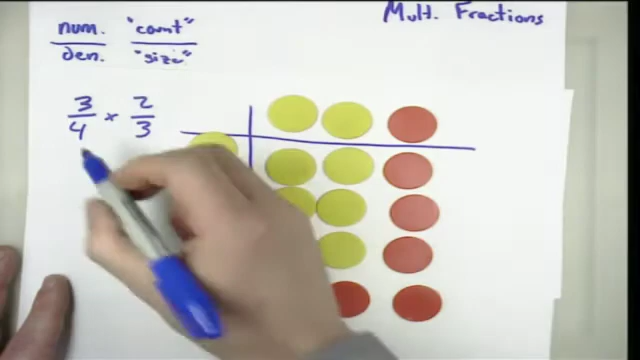 Mult. Fractions
num. "count"
den. "size"
3/4 × 2/3